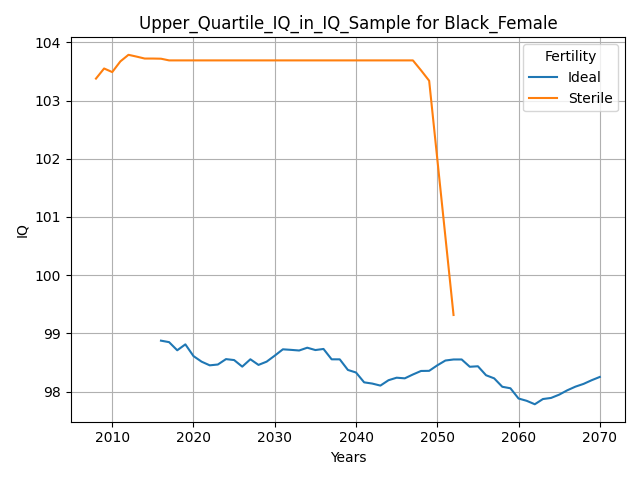 Upper_Quartile_IQ_in_IQ_Sample for Black_Female
104
103
102
101
100
99
98
IQ
Fertility
Ideal
Sterile
2010 2020 2030 2040 2050 2060 2070
Years